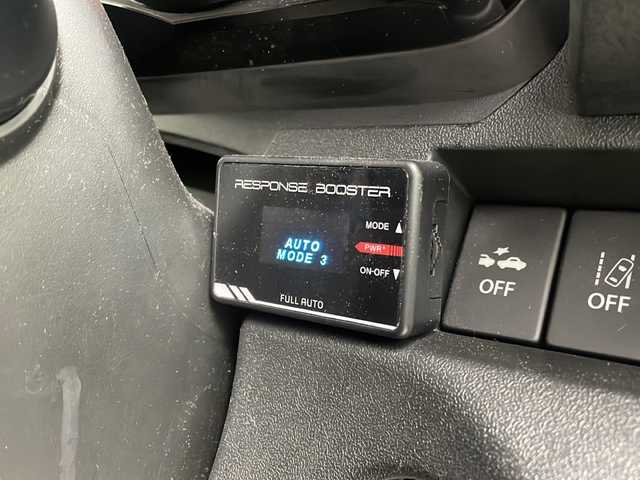 RESPONSE BOOSTER
MODE ▲
AUTO
MODE 3
PWR
ON-OFF ▼
FULL AUTO
OFF
OFF